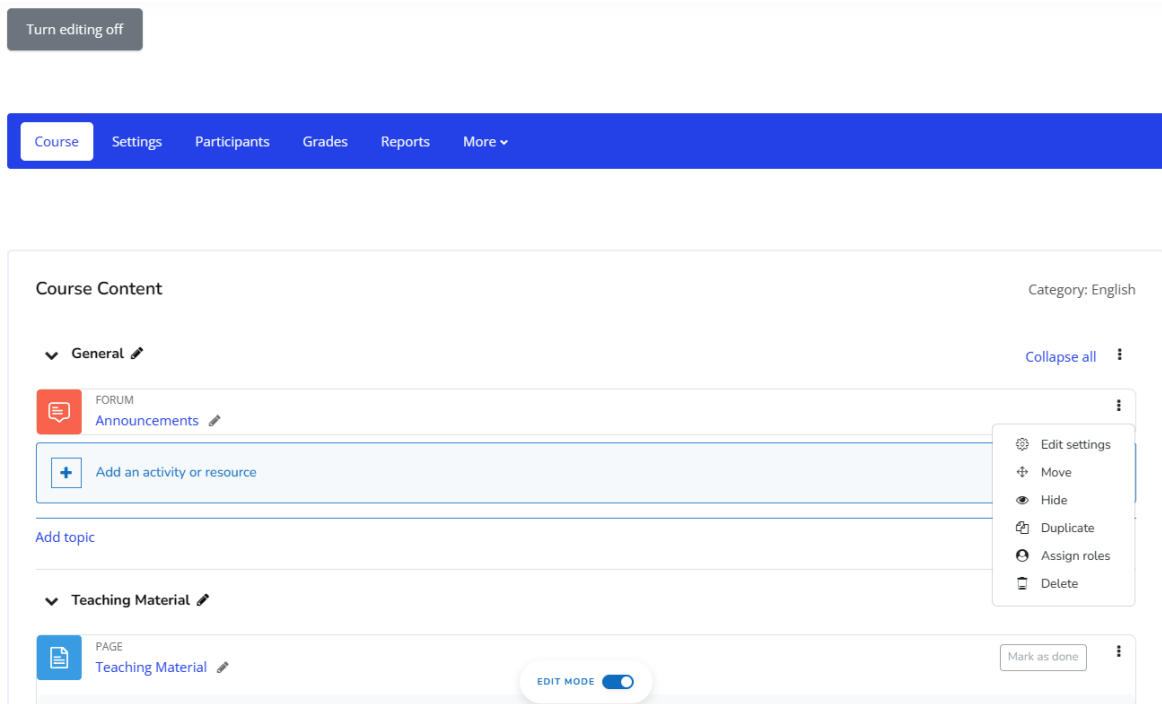 Turn editing off
Course Settings Participants Grades Reports More
Course Content
Category: English
General
Collapse all
FORUM
Announcements
Edit settings
Move
Hide
Duplicate
Assign roles
Delete
Add an activity or resource
Add topic
Teaching Material
PAGE
Teaching Material
Mark as done
EDIT MODE